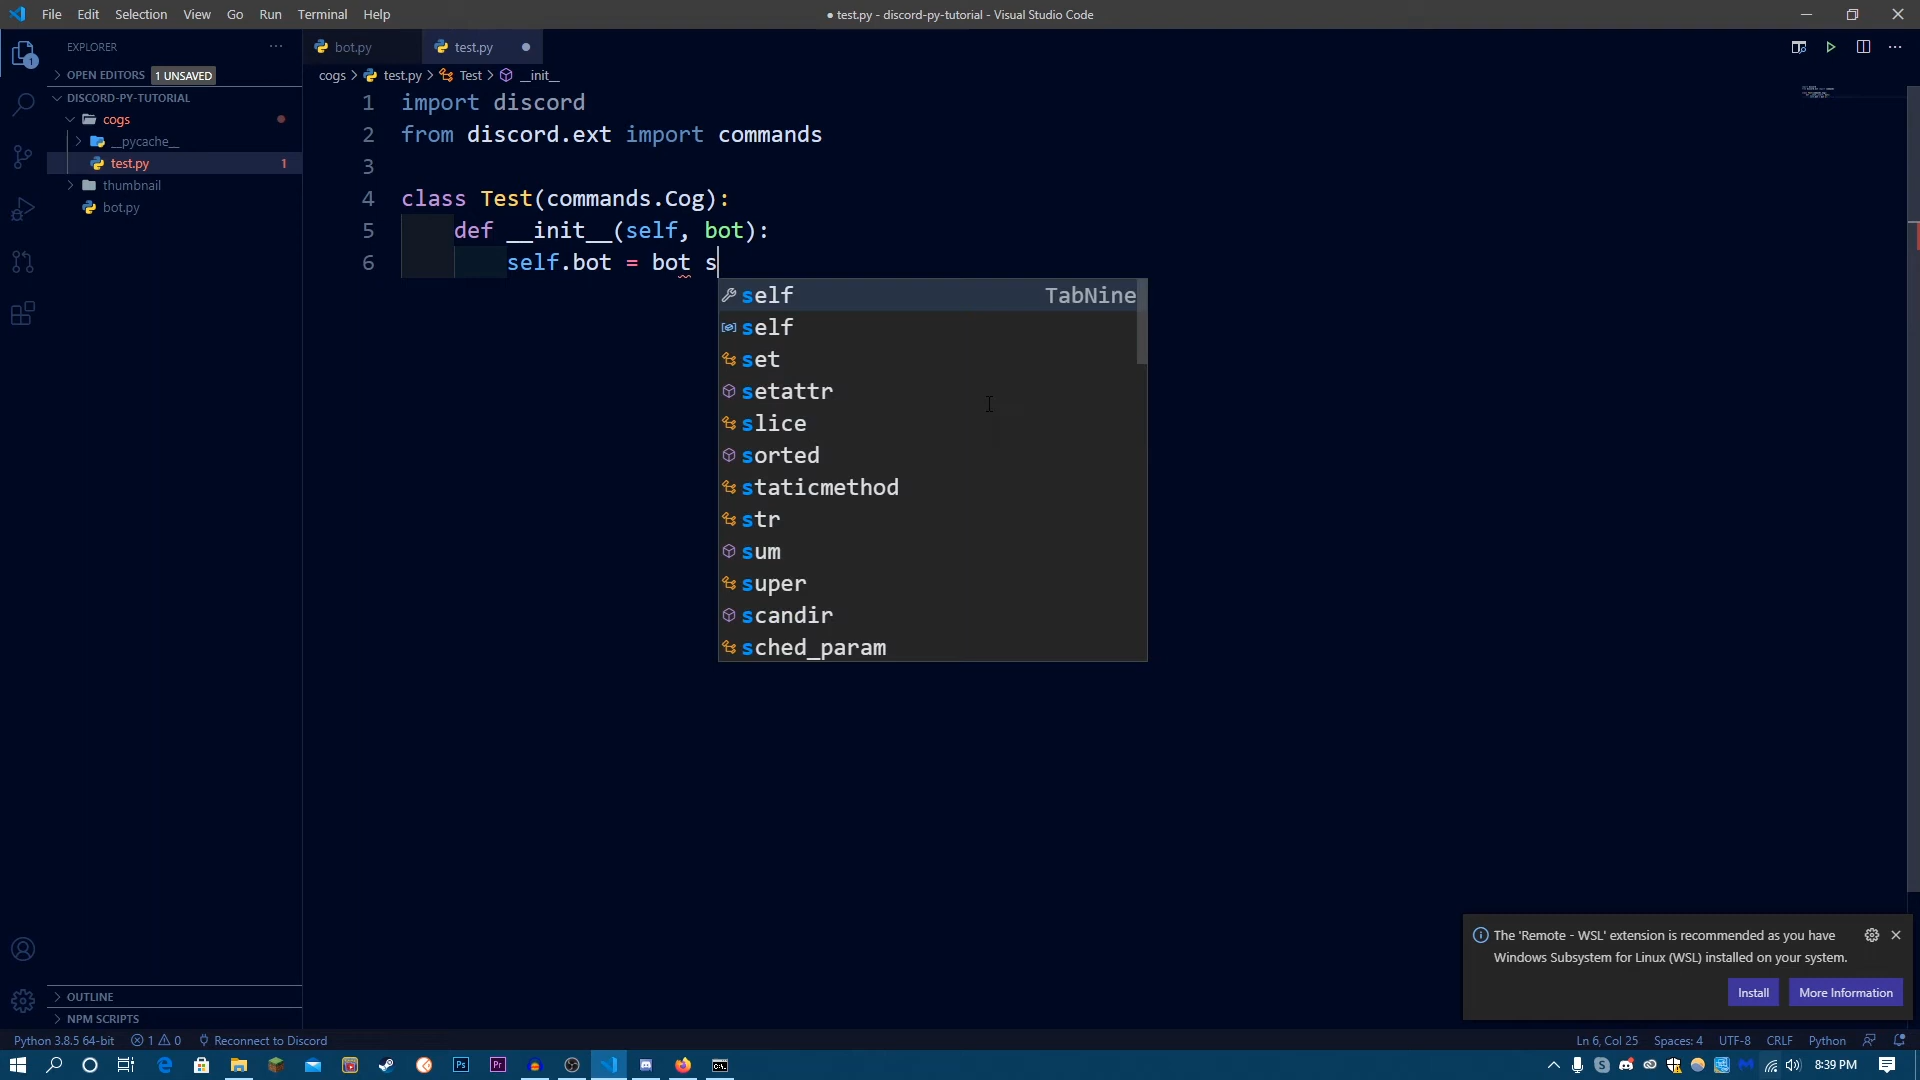 File Edit Selection View Go Run Terminal Help
● test.py - discord-py-tutorial - Visual Studio Code
EXPLORER
OPEN EDITORS 1 UNSAVED
DISCORD-PY-TUTORIAL
cogs
__pycache__
test.py 1
thumbnail
bot.py
bot.py test.py
cogs > test.py > Test > __init__
1 import discord
2 from discord.ext import commands
3
4 class Test(commands.Cog):
5 def __init__(self, bot):
6 self.bot = bot s
self TabNine
self
set
setattr
slice
sorted
staticmethod
str
sum
super
scandir
sched_param
The 'Remote - WSL' extension is recommended as you have
Windows Subsystem for Linux (WSL) installed on your system.
Install More Information
OUTLINE
NPM SCRIPTS
Python 3.8.5 64-bit 1 0 Reconnect to Discord
Ln 6, Col 25 Spaces: 4 UTF-8 CRLF Python
8:39 PM